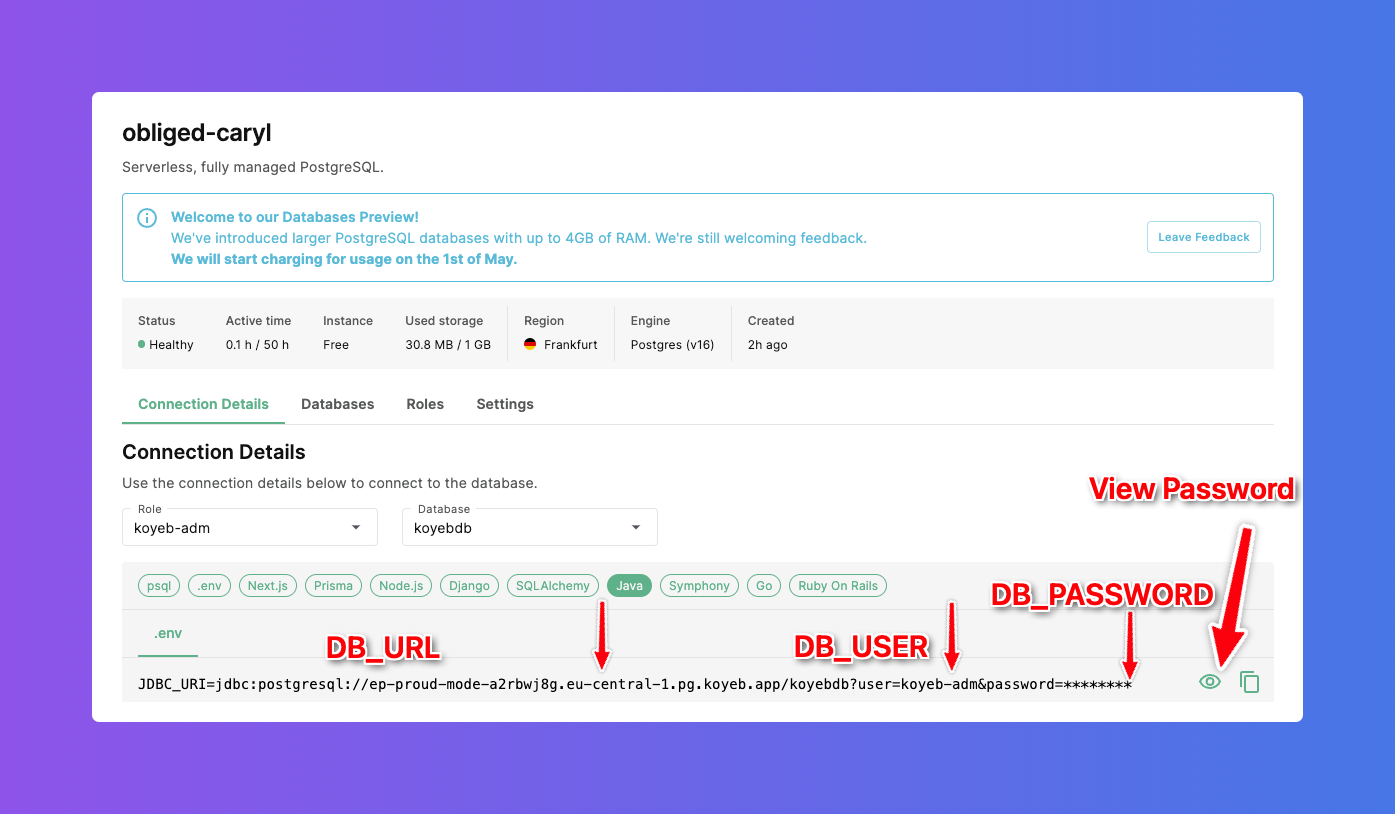 obliged-caryl
Serverless, fully managed PostgreSQL.
Welcome to our Databases Preview!
We've introduced larger PostgreSQL databases with up to 4GB of RAM. We're still welcoming feedback.
We will start charging for usage on the 1st of May.
Leave Feedback
Status Active time Instance Used storage Region Engine Created
Healthy 0.1 h / 50 h Free 30.8 MB / 1 GB Frankfurt Postgres (v16) 2h ago
Connection Details Databases Roles Settings
Connection Details
Use the connection details below to connect to the database.
View Password
Role Database
koyeb-adm koyebdb
psql .env Next.js Prisma Node.js Django SQLAlchemy Java Symphony Go Ruby On Rails
DB_PASSWORD
.env
DB_URL DB_USER
JDBC_URI=jdbc:postgresql://ep-proud-mode-a2rbwj8g.eu-central-1.pg.koyeb.app/koyebdb?user=koyeb-adm&password=********